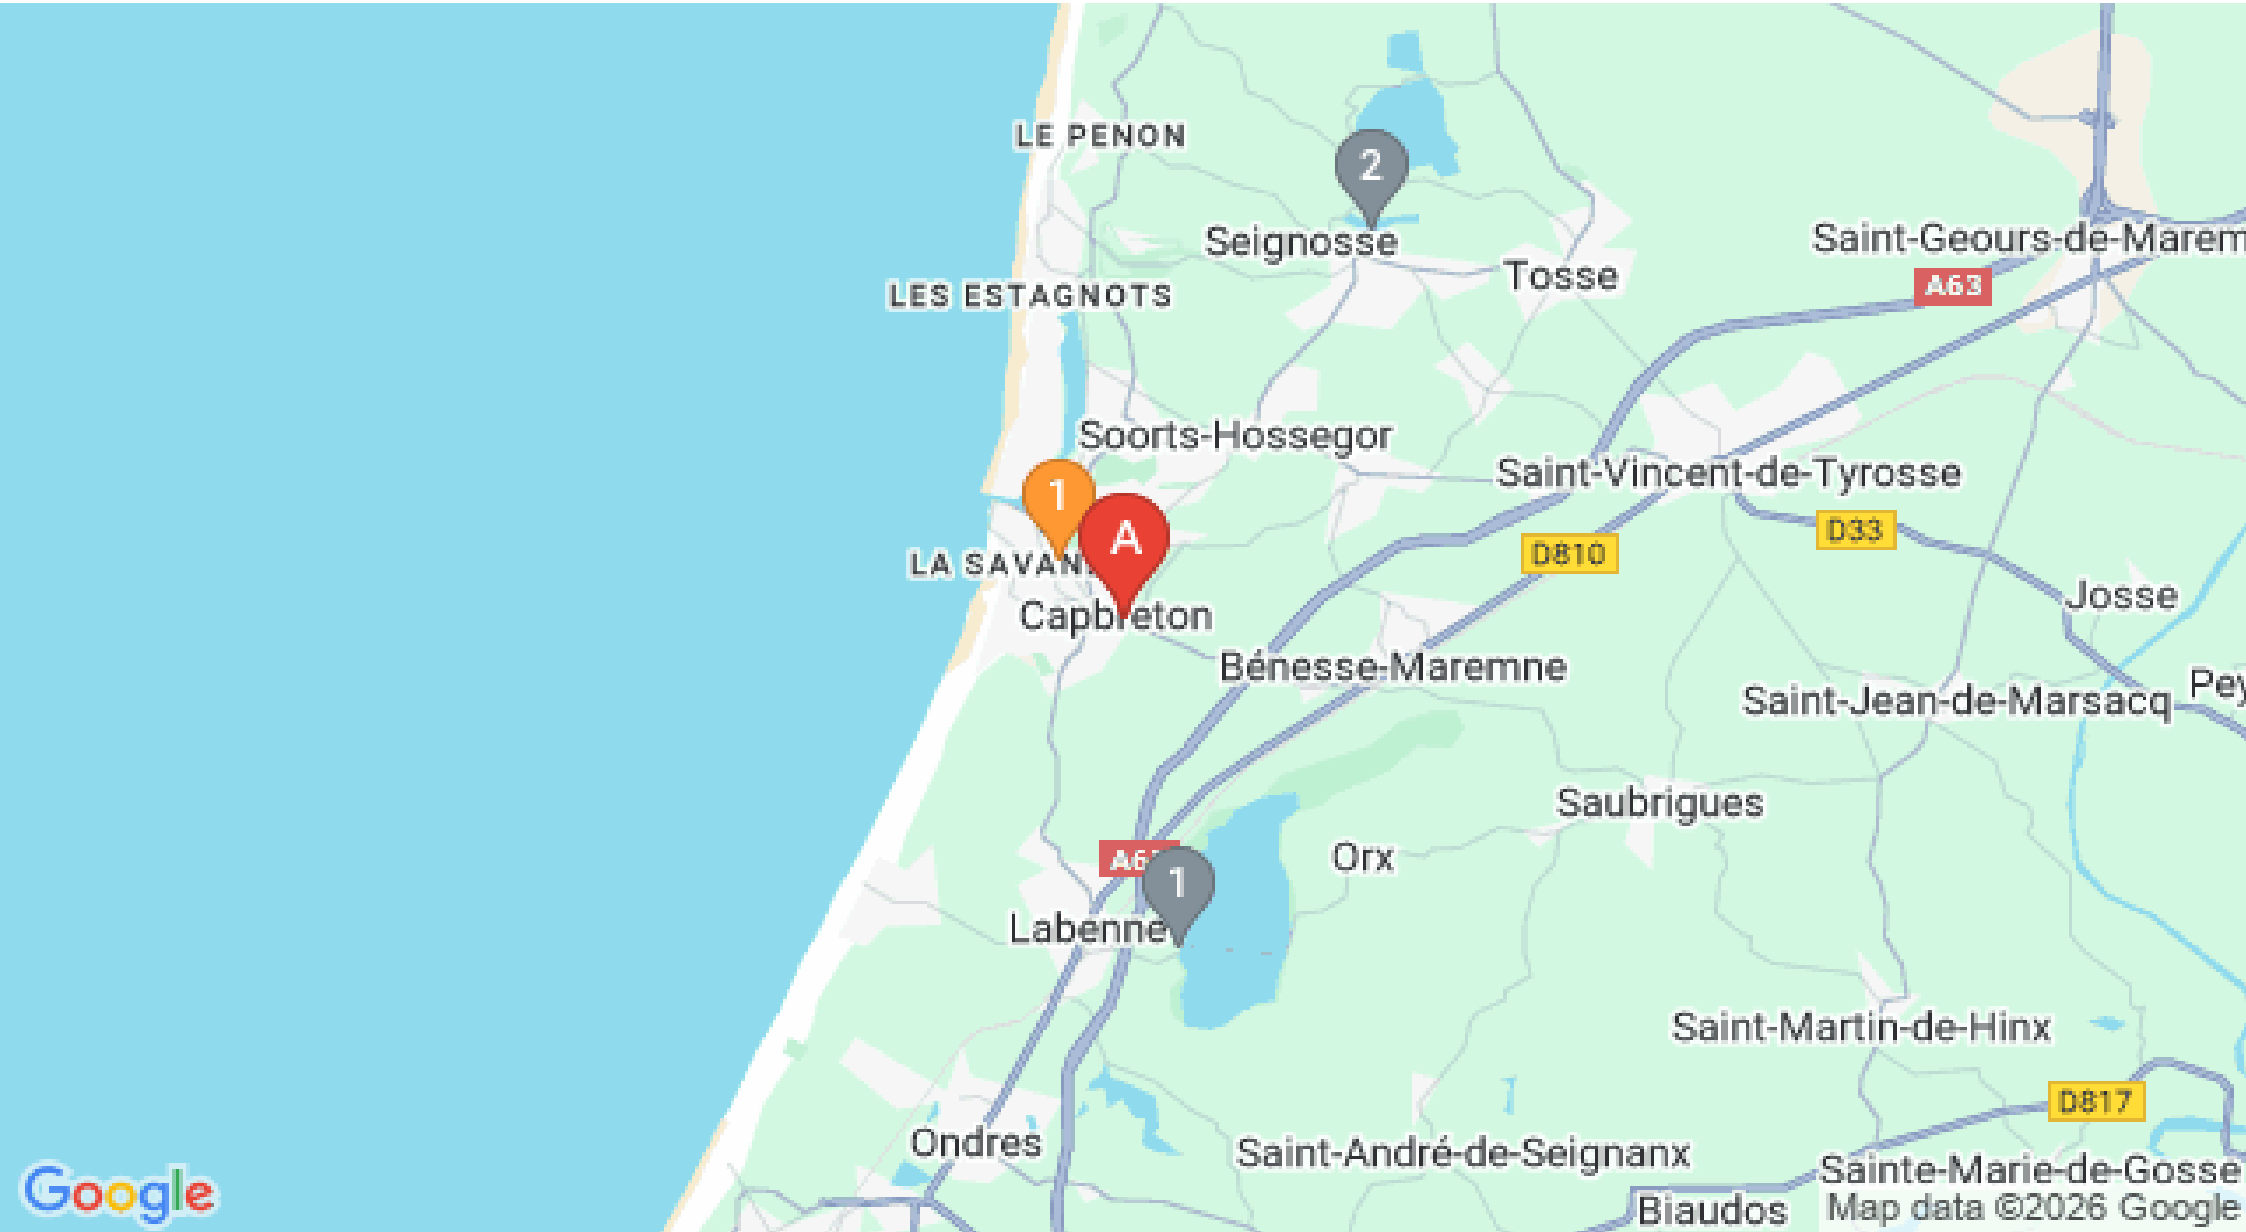 LE PENON
2
Seignosse
Saint-Geours-de-Marem
Tosse
A63
LES ESTAGNOTS
Soorts-Hossegor
Saint-Vincent-de-Tyrosse
1
A
D33
D810
LA SAVAN
Capbreton
Josse
Bénesse-Maremne
Pey
Saint-Jean-de-Marsacq
Saubrigues
Orx
A6
1
Labenne
Saint-Martin-de-Hinx
D817
Ondres
Saint-André-de-Seignanx
Sainte-Marie-de-Gosse
Google
Biaudos
Map data ©2026 Google